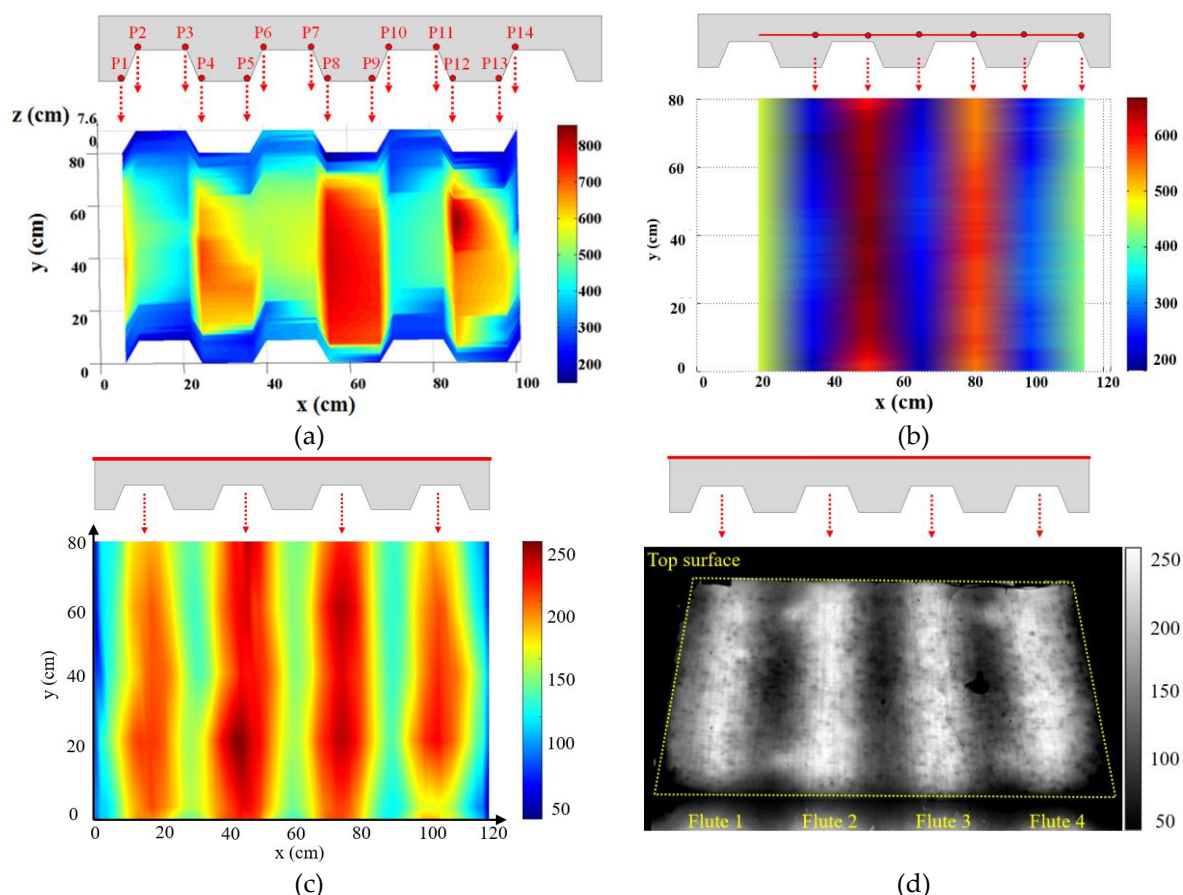 P2 P3 P6 P7 P10 P11 P14
P1 P4 P5 P8 P9 P12 P13
z (cm) 7.6
0
80
60
40
20
0
y (cm)
0 20 40 60 80 100
x (cm)
800
700
600
500
400
300
200
(a)
80
60
40
20
0
y (cm)
0 20 40 60 80 100 120
x (cm)
600
500
400
300
200
(b)
80
60
40
20
0
y (cm)
0 20 40 60 80 100 120
x (cm)
250
200
150
100
50
(c)
Top surface
Flute 1 Flute 2 Flute 3 Flute 4
250
200
150
100
50
(d)